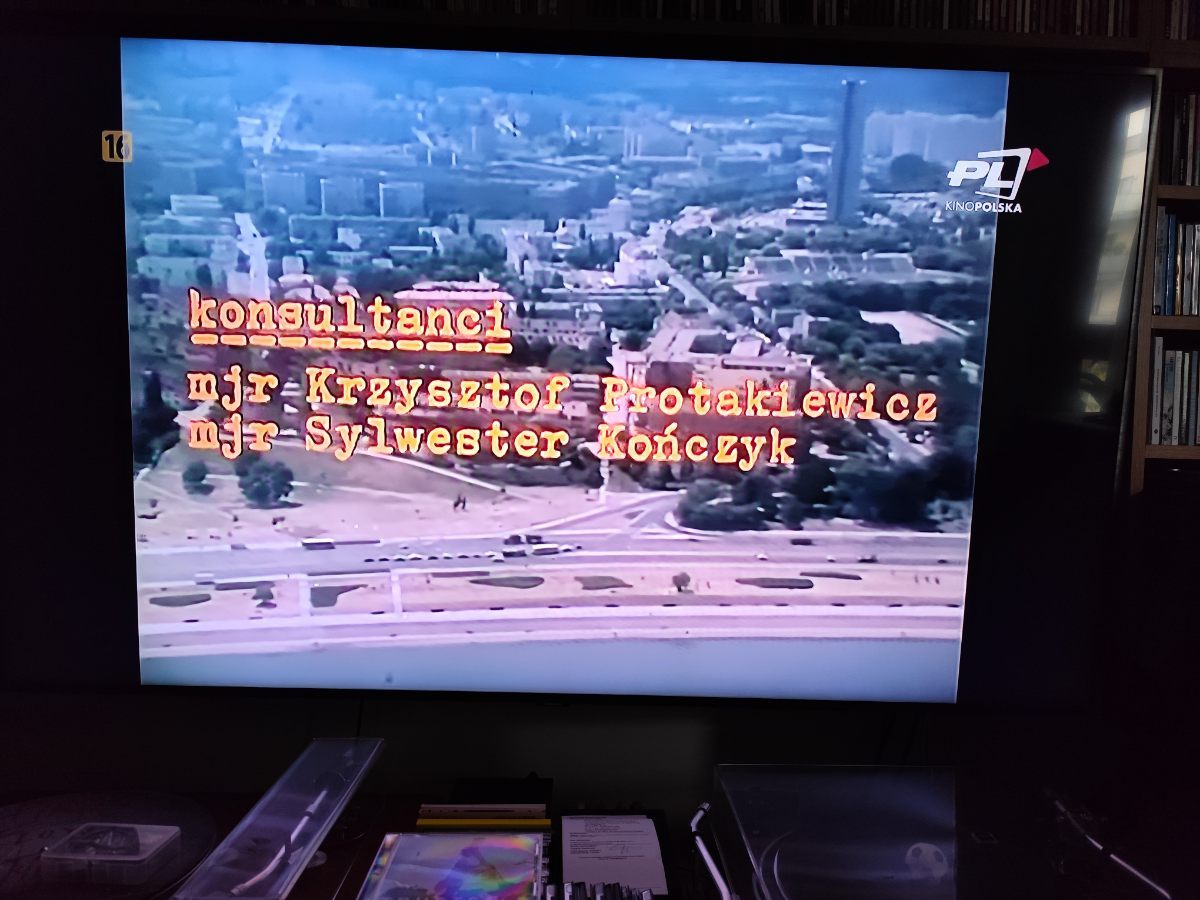 16
PL
KINOPOLSKA
konsultanci
mjr Krzysztof Protakiewicz
mjr Sylwester Kończyk